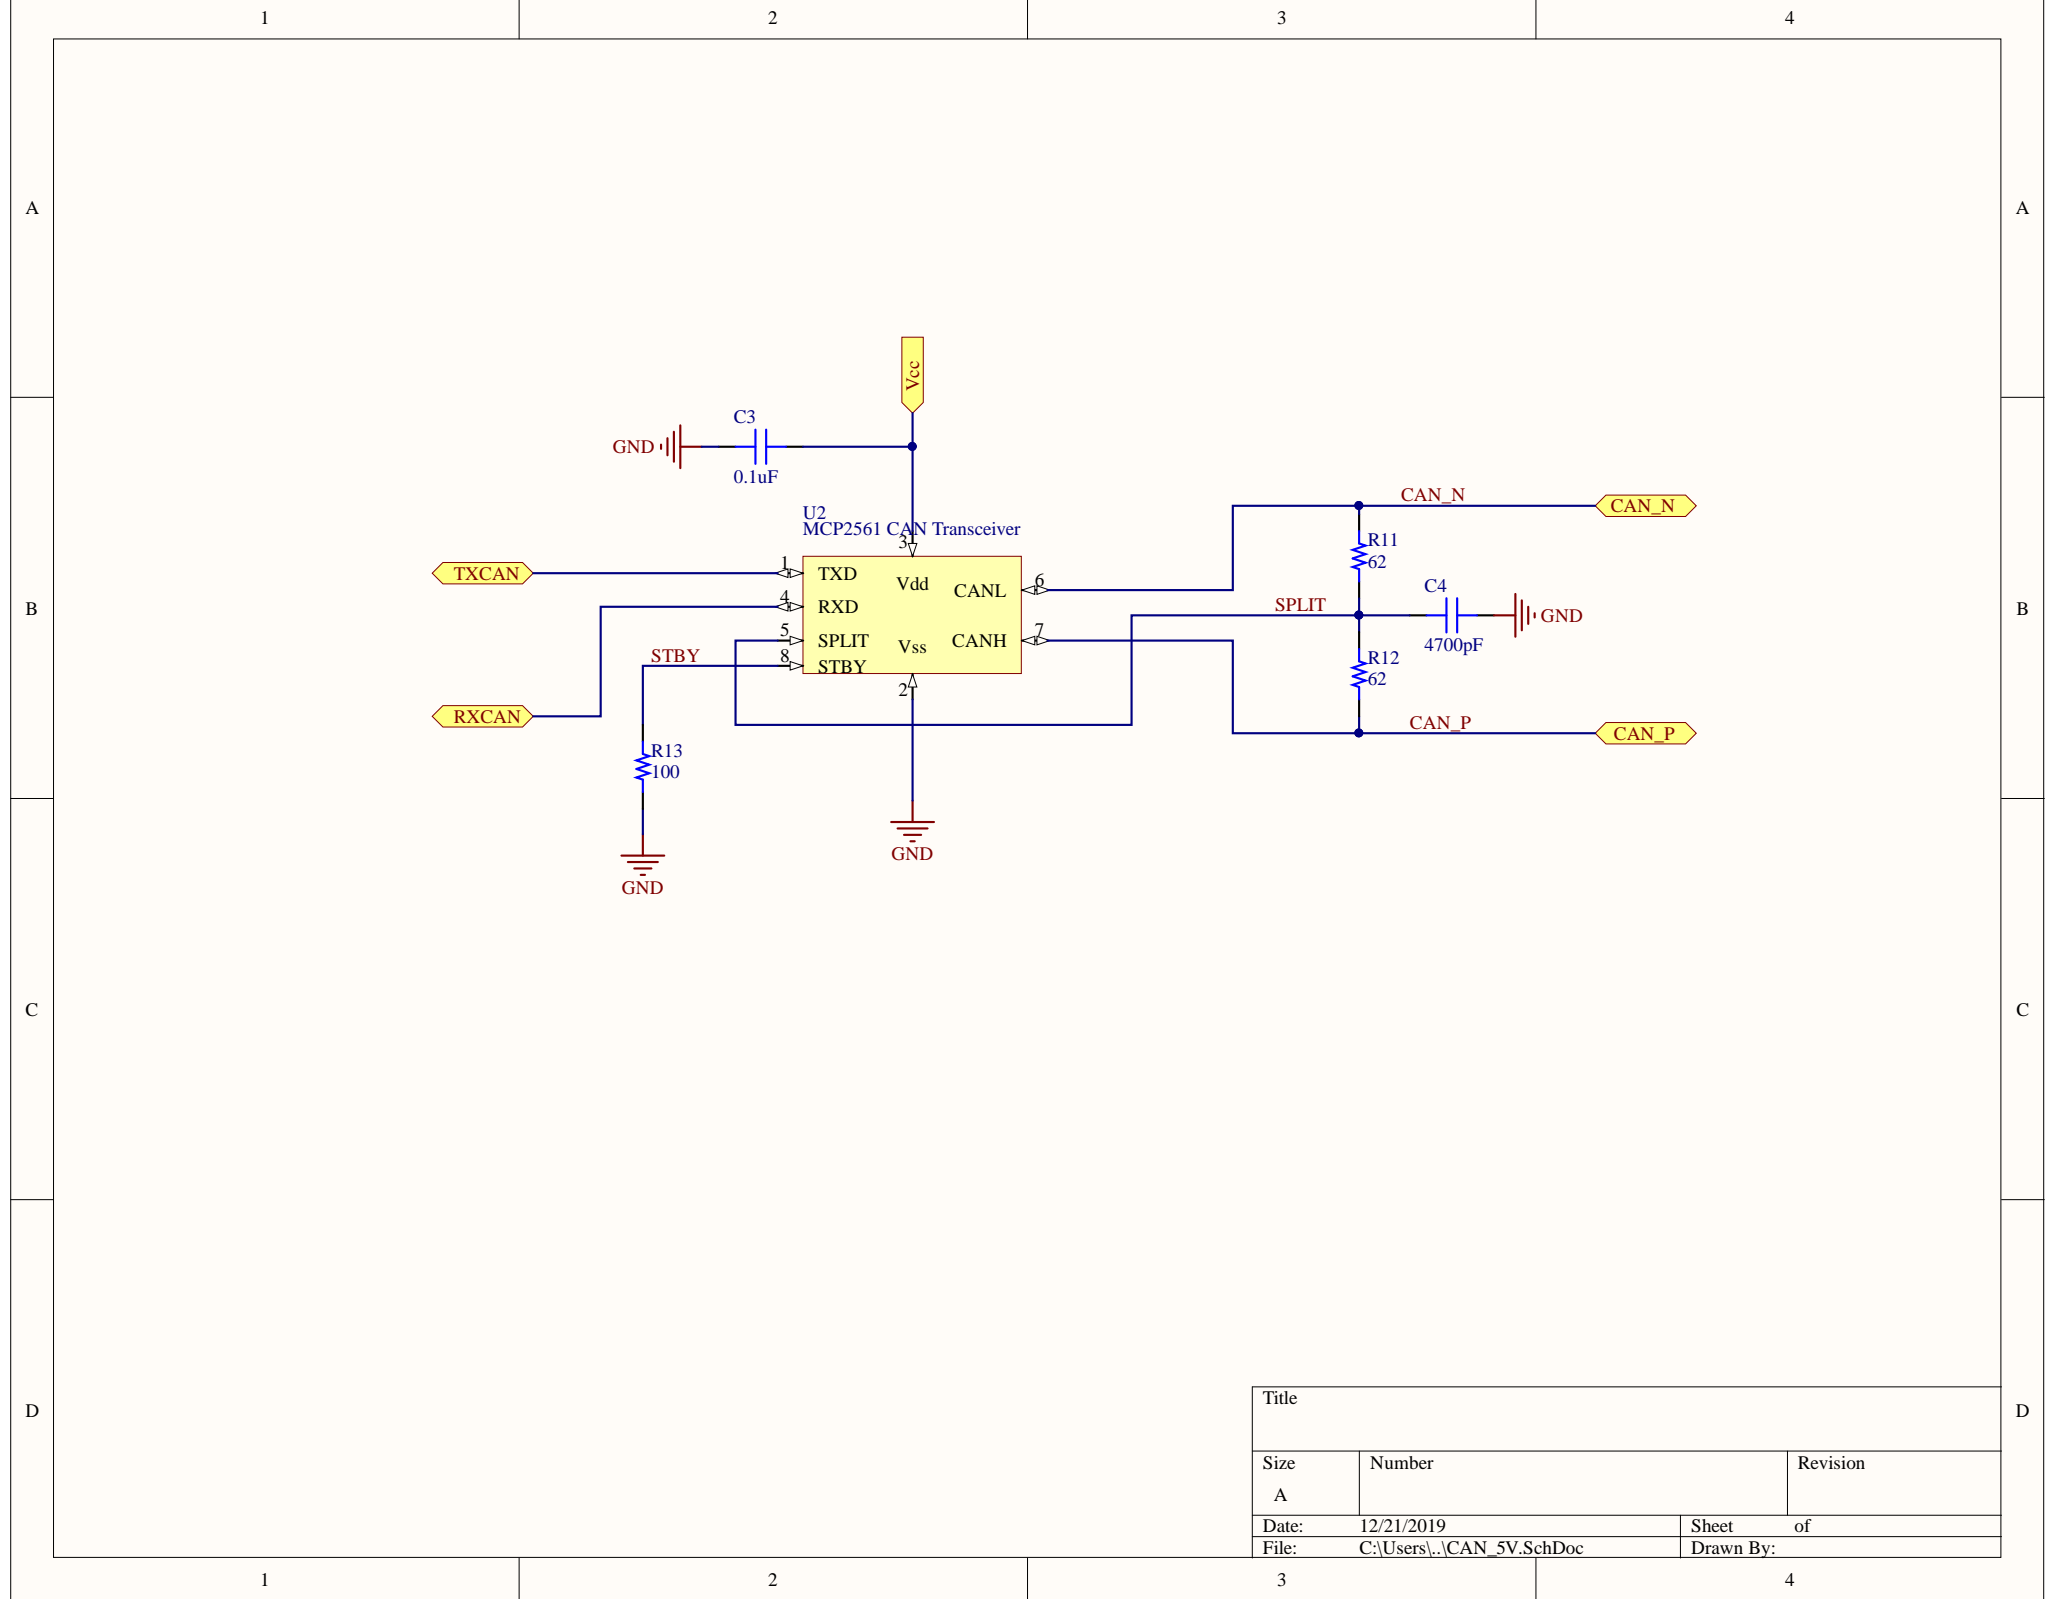 1 2 3 4
A A
Vcc
C3
GND
0.1uF
CAN_N
CAN_N
U2
MCP2561 CAN Transceiver
3
R11
62
1
TXCAN
TXD
Vdd
6
CANL
C4
4
B
RXD
SPLIT
GND
B
5
SPLIT
Vss
7
CANH
4700pF
STBY
8
STBY
R12
62
2
RXCAN
CAN_P
CAN_P
R13
100
GND
GND
C C
Title
D D
Size
Number
Revision
A
Date: 12/21/2019 Sheet of
File: C:\Users\..\CAN_5V.SchDoc Drawn By:
1 2 3 4